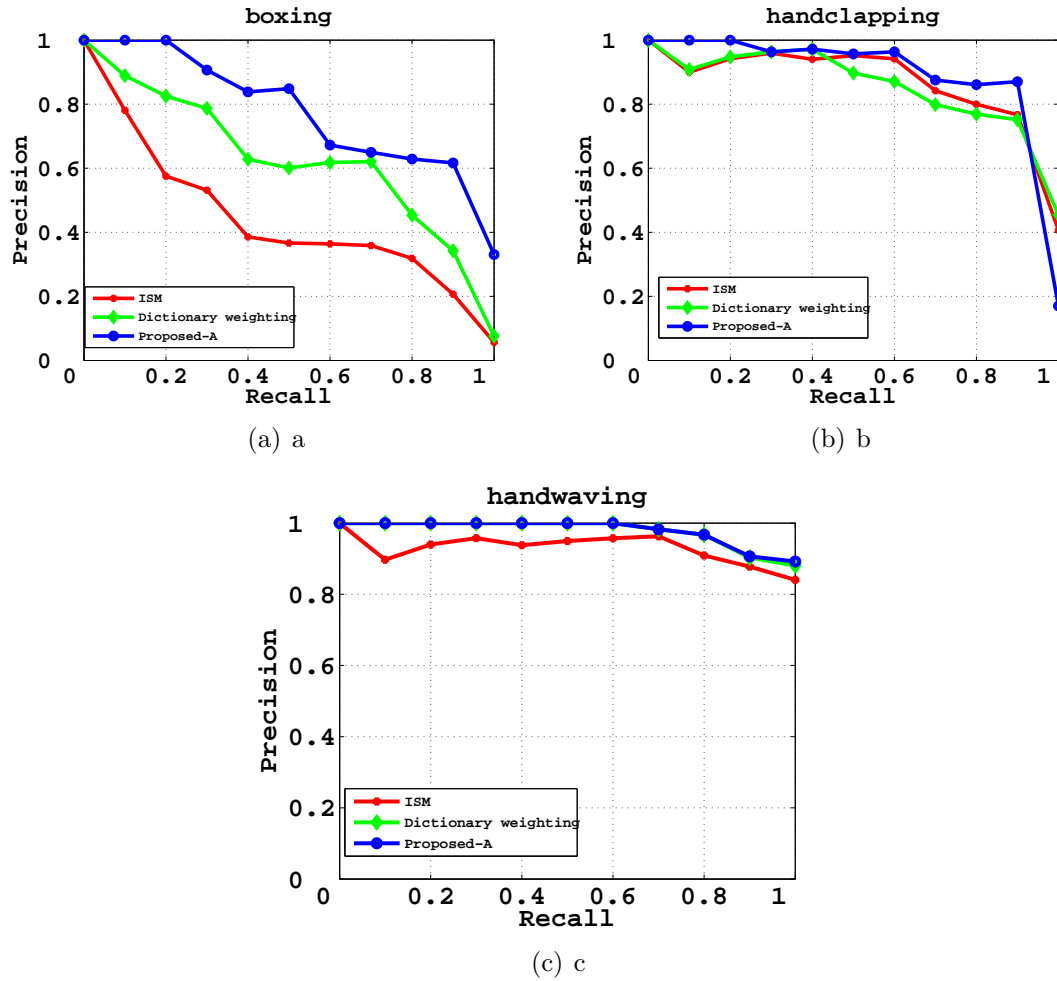 boxing
1
0.8
0.6
0.4
0.2
0
Precision
ISM
Dictionary weighting
Proposed-A
0 0.2 0.4 0.6 0.8 1
Recall
(a) a
handclapping
1
0.8
0.6
0.4
0.2
0
Precision
ISM
Dictionary weighting
Proposed-A
0 0.2 0.4 0.6 0.8 1
Recall
(b) b
handwaving
1
0.8
0.6
0.4
0.2
0
Precision
ISM
Dictionary weighting
Proposed-A
0 0.2 0.4 0.6 0.8 1
Recall
(c) c